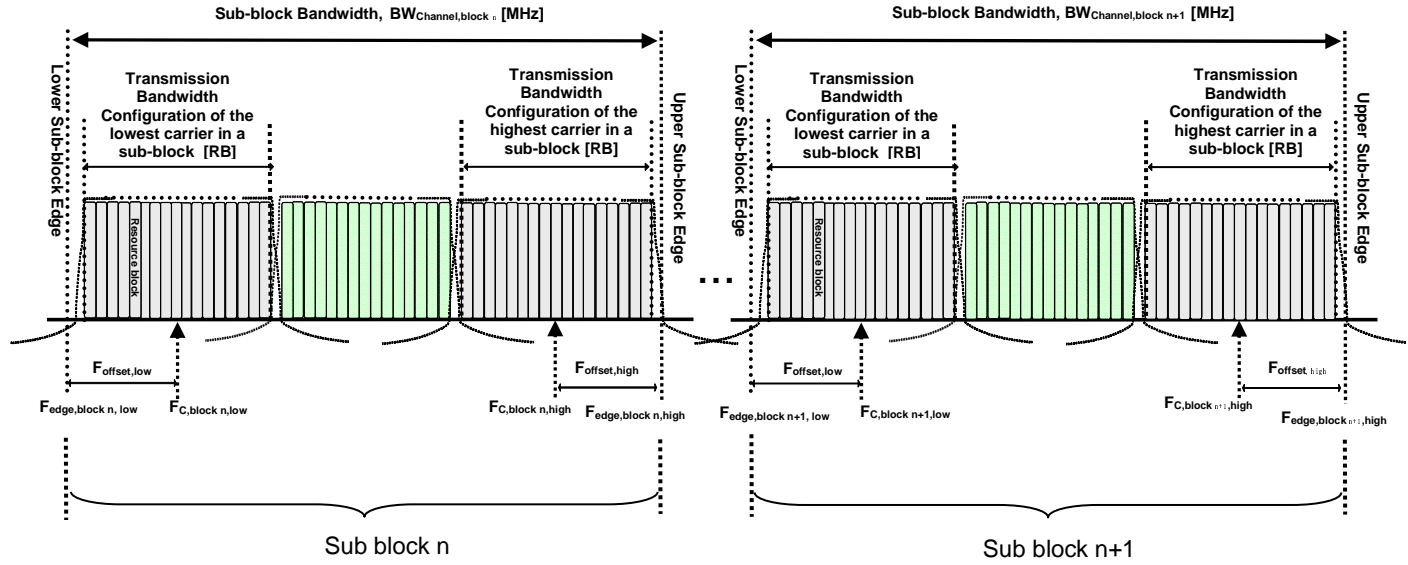 Sub-block Bandwidth, BWChannel,block n [MHz]
Lower Sub-block Edge
Transmission
Bandwidth
Configuration of the
lowest carrier in a
sub-block [RB]
Transmission
Bandwidth
Configuration of the
highest carrier in a
sub-block [RB]
Upper Sub-block Edge
Resource block
Foffset,low
Foffset,high
Fedge,block n, low
FC,block n,low
FC,block n,high
Fedge,block n,high
Sub block n
...
Sub-block Bandwidth, BWChannel,block n+1 [MHz]
Lower Sub-block Edge
Transmission
Bandwidth
Configuration of the
lowest carrier in a
sub-block [RB]
Transmission
Bandwidth
Configuration of the
highest carrier in a
sub-block [RB]
Upper Sub-block Edge
Resource block
Foffset,low
Foffset, high
Fedge,block n+1, low
FC,block n+1,low
FC,block n+1,high
Fedge,block n+1,high
Sub block n+1